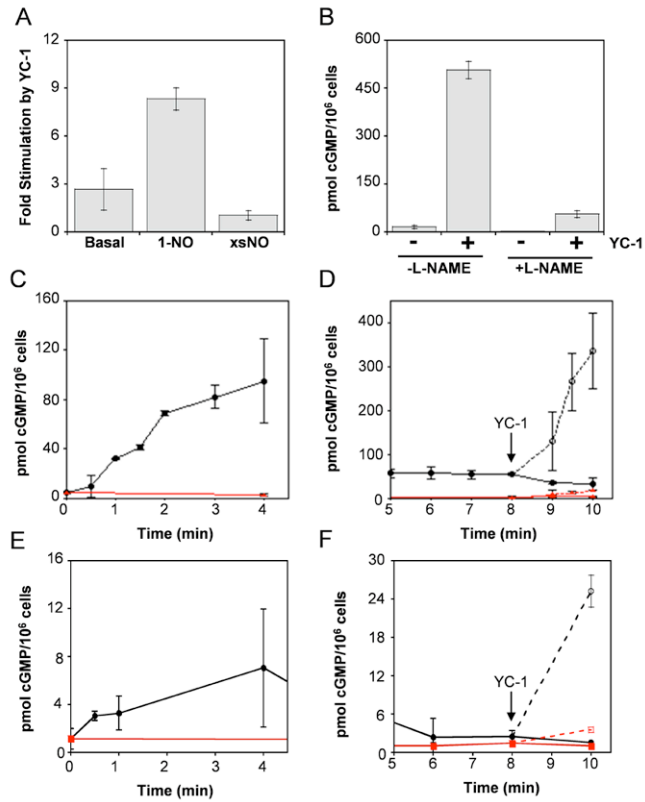 A
Fold Stimulation by YC-1
12
9
6
3
0
Basal 1-NO xsNO
B
pmol cGMP/10⁶ cells
600
450
300
150
0
- + - + YC-1
-L-NAME +L-NAME
C
pmol cGMP/10⁶ cells
160
120
80
40
0
0 1 2 3 4
Time (min)
D
pmol cGMP/10⁶ cells
400
300
200
100
0
YC-1
5 6 7 8 9 10
Time (min)
E
pmol cGMP/10⁶ cells
16
12
8
4
0
0 1 2 3 4
Time (min)
F
pmol cGMP/10⁶ cells
30
24
18
12
6
0
YC-1
5 6 7 8 9 10
Time (min)